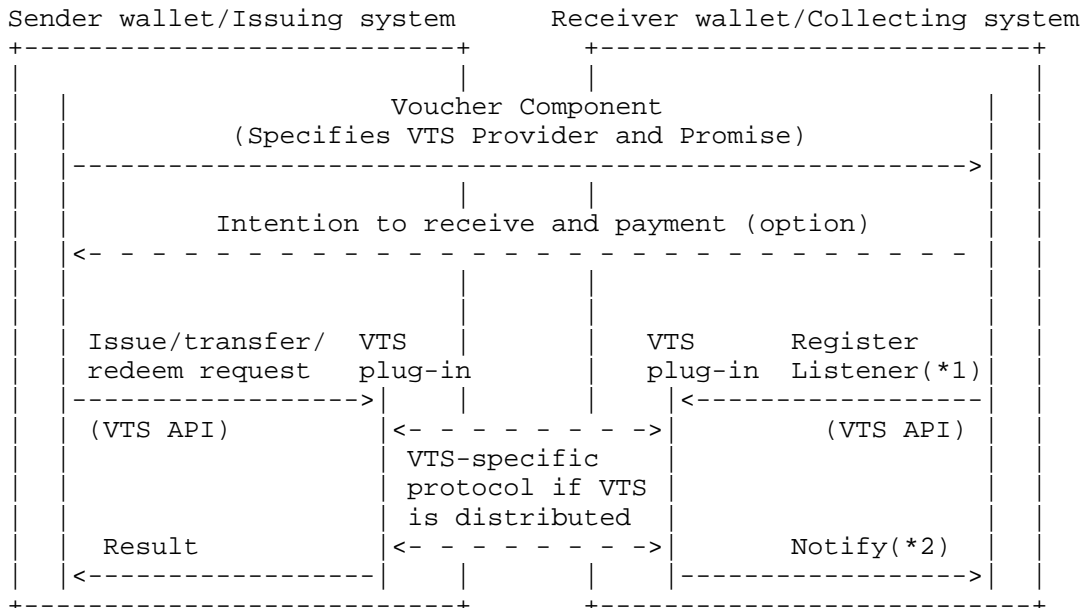 Sender wallet/Issuing system Receiver wallet/Collecting system
Voucher Component
(Specifies VTS Provider and Promise)
Intention to receive and payment (option)
Issue/transfer/ VTS VTS Register
redeem request plug-in plug-in Listener(*1)
(VTS API) (VTS API)
VTS-specific
protocol if VTS
is distributed
Result Notify(*2)